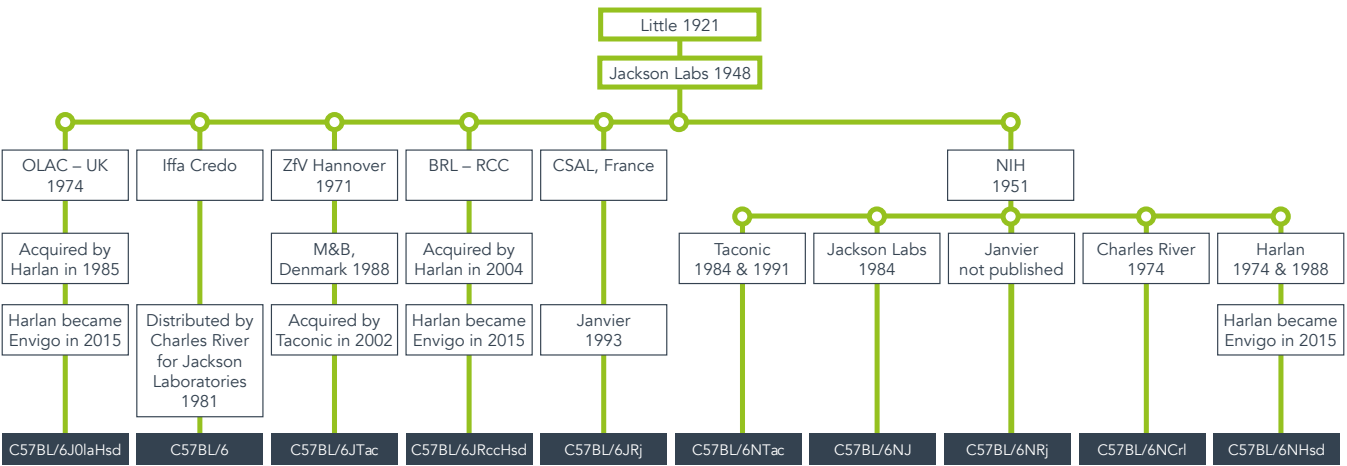 Little 1921
Jackson Labs 1948
OLAC – UK
1974
Iffa Credo
ZfV Hannover
1971
BRL – RCC
CSAL, France
NIH
1951
Acquired by
Harlan in 1985
M&B,
Denmark 1988
Acquired by
Harlan in 2004
Taconic
1984 & 1991
Jackson Labs
1984
Janvier
not published
Charles River
1974
Harlan
1974 & 1988
Harlan became
Envigo in 2015
Distributed by
Charles River
for Jackson
Laboratories
1981
Acquired by
Taconic in 2002
Harlan became
Envigo in 2015
Janvier
1993
Harlan became
Envigo in 2015
C57BL/6J0laHsd
C57BL/6
C57BL/6JTac
C57BL/6JRccHsd
C57BL/6JRj
C57BL/6NTac
C57BL/6NJ
C57BL/6NRj
C57BL/6NCrl
C57BL/6NHsd